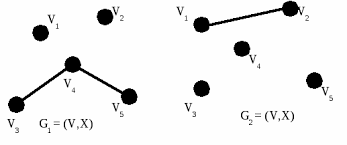 V1
V2
V4
V3
V5
G1 = (V,X)
V1
V2
V4
V3
V5
G2 = (V,X)